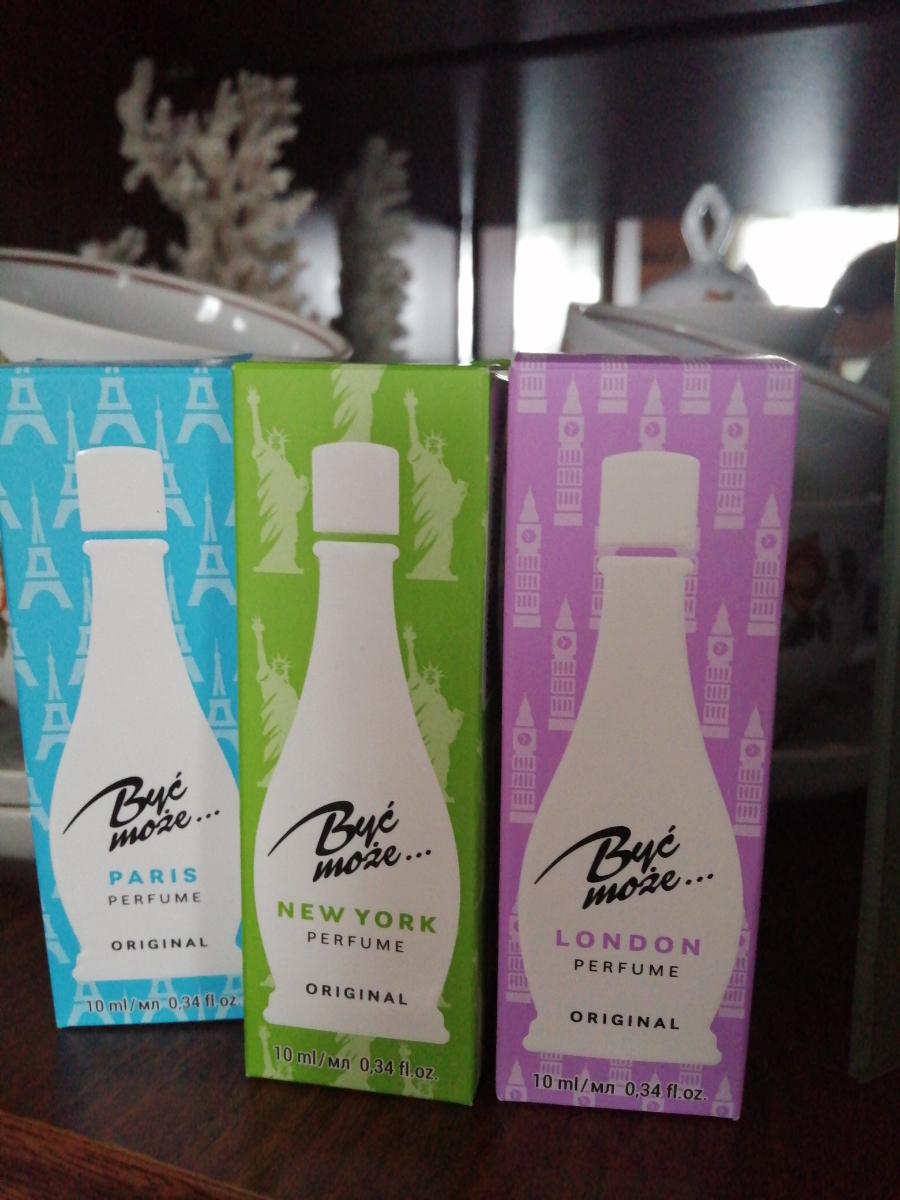 Być
może...
PARIS
PERFUME
ORIGINAL
10 ml/мл 0,34 fl.oz.
Być
może...
NEW YORK
PERFUME
ORIGINAL
10 ml/мл 0,34 fl.oz.
Być
może...
LONDON
PERFUME
ORIGINAL
10 ml/мл 0,34 fl.oz.